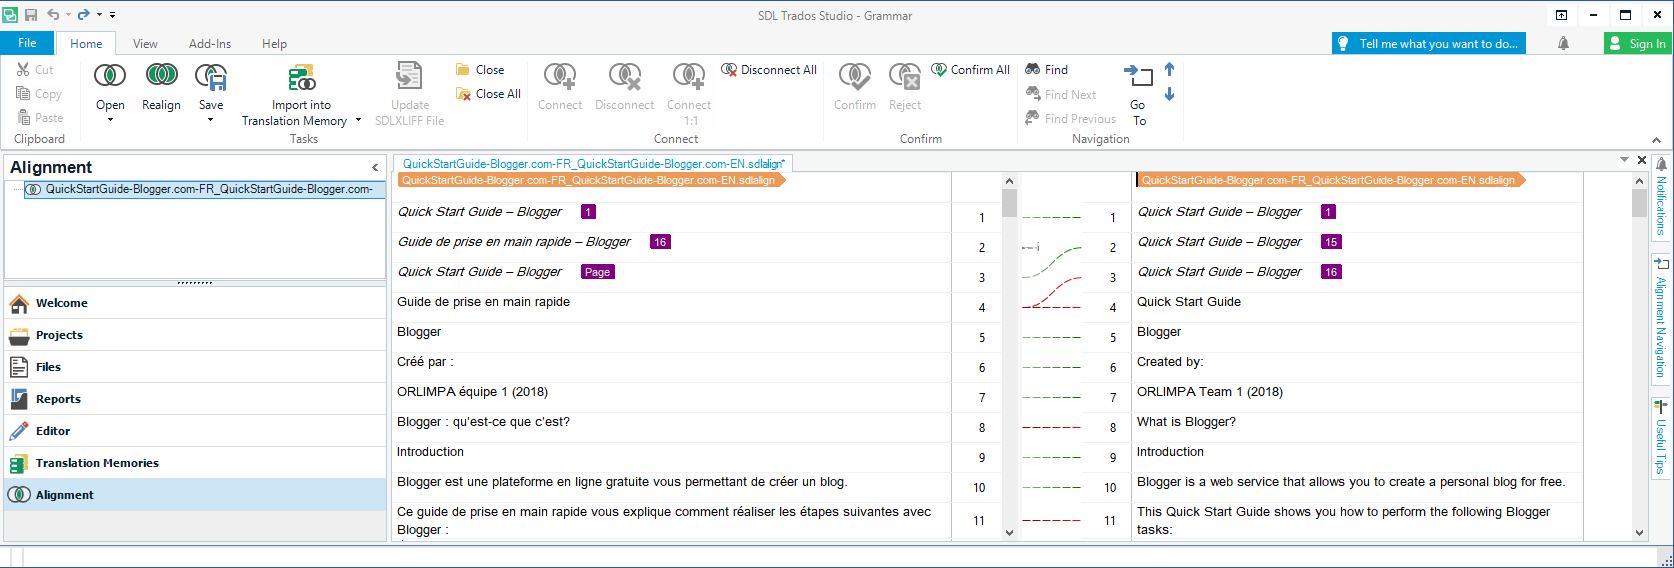 SDL Trados Studio - Grammar
File Home View Add-Ins Help
Tell me what you want to do...
Sign In
Cut
Copy
Paste
Clipboard
Open
Realign
Save
Import into
Translation Memory
Update
SDLXLIFF File
Close
Close All
Tasks
Connect
Disconnect
Connect
1:1
Disconnect All
Connect
Confirm
Reject
Confirm All
Confirm
Find
Find Next
Find Previous
Go
To
Navigation
Alignment
QuickStartGuide-Blogger.com-FR_QuickStartGuide-Blogger.com-
Welcome
Projects
Files
Reports
Editor
Translation Memories
Alignment
QuickStartGuide-Blogger.com-FR_QuickStartGuide-Blogger.com-EN.sdlalign*
QuickStartGuide-Blogger.com-FR_QuickStartGuide-Blogger.com-EN.sdlalign
QuickStartGuide-Blogger.com-FR_QuickStartGuide-Blogger.com-EN.sdlalign
Quick Start Guide – Blogger 1 1 1 Quick Start Guide – Blogger 1
Guide de prise en main rapide – Blogger 16 2 2 Quick Start Guide – Blogger 15
Quick Start Guide – Blogger Page 3 3 Quick Start Guide – Blogger 16
Guide de prise en main rapide 4 4 Quick Start Guide
Blogger 5 5 Blogger
Créé par : 6 6 Created by:
ORLIMPA équipe 1 (2018) 7 7 ORLIMPA Team 1 (2018)
Blogger : qu’est-ce que c’est? 8 8 What is Blogger?
Introduction 9 9 Introduction
Blogger est une plateforme en ligne gratuite vous permettant de créer un blog. 10 10 Blogger is a web service that allows you to create a personal blog for free.
Ce guide de prise en main rapide vous explique comment réaliser les étapes suivantes avec 11 11 This Quick Start Guide shows you how to perform the following Blogger
Blogger : tasks:
Notifications
Alignment Navigation
Useful Tips